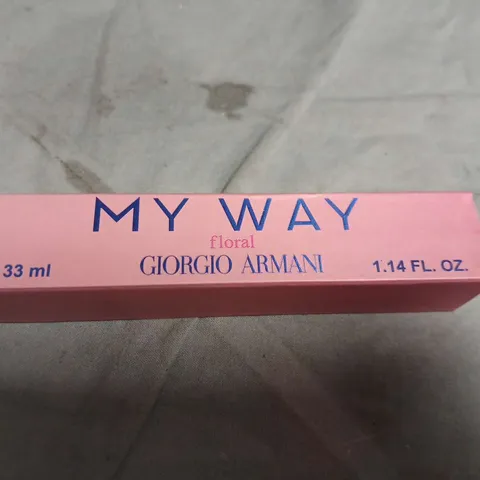 MY WAY
floral
33 ml GIORGIO ARMANI 1.14 FL. OZ.